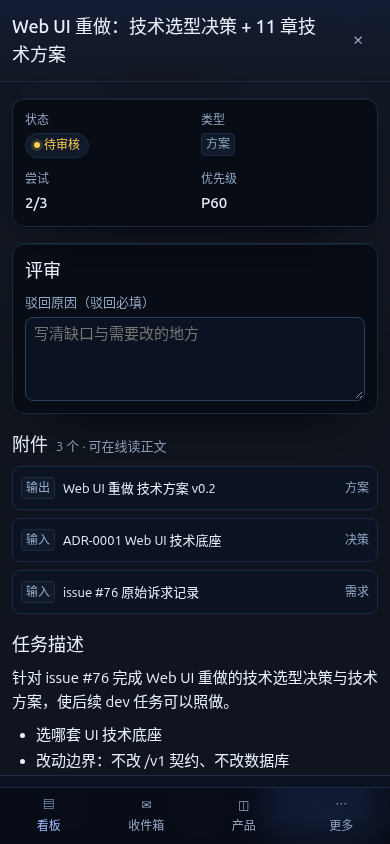 Web UI 重做：技术选型决策 + 11 章技
术方案
×
状态
类型
待审核
方案
尝试
优先级
2/3
P60
评审
驳回原因（驳回必填）
写清缺口与需要改的地方
附件 3 个 · 可在线读正文
输出 Web UI 重做 技术方案 v0.2 方案
输入 ADR-0001 Web UI 技术底座 决策
输入 issue #76 原始诉求记录 需求
任务描述
针对 issue #76 完成 Web UI 重做的技术选型决策与技术
方案，使后续 dev 任务可以照做。
• 选哪套 UI 技术底座
• 改动边界：不改 /v1 契约、不改数据库
看板
收件箱
产品
更多